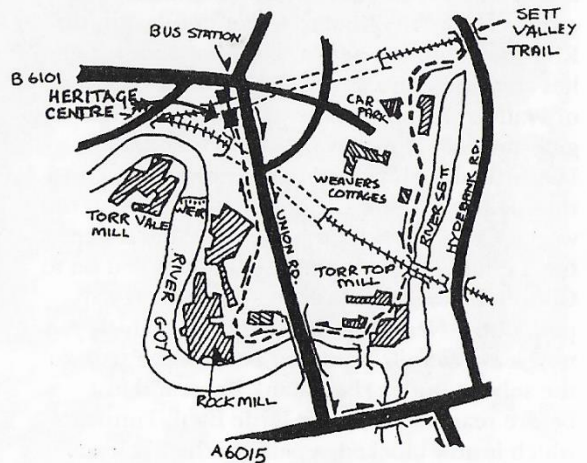 SETT
VALLEY
TRAIL
BUS STATION
B 6101
HERITAGE
CENTRE
CAR
PARK
WEAVERS
COTTAGES
RIVER SETT
HYDEBANK RD.
TORR VALE
MILL
WEIR
UNION RD.
RIVER GOYT
TORR TOP
MILL
ROCK MILL
A6015